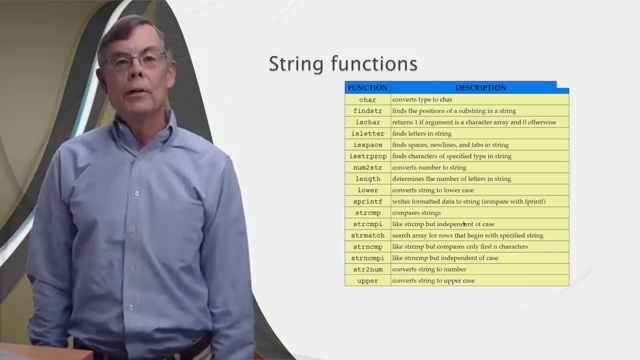 String functions
FUNCTION DESCRIPTION
char converts type to char
findstr finds the positions of a substring in a string
ischar returns 1 if argument is a character array and 0 otherwise
isletter finds letters in string
isspace finds spaces, newlines, and tabs in string
isstrprop finds characters of specified type in string
num2str converts number to string
length determines the number of letters in string
lower converts string to lower case
sprintf writes formatted data to string (compare with fprintf)
strcmp compares strings
strcmpi like strcmp but independent of case
strmatch search array for rows that begin with specified string
strncmp like strcmp but compares only first n characters
strncmpi like strncmp but independent of case
str2num converts string to number
upper converts string to upper case